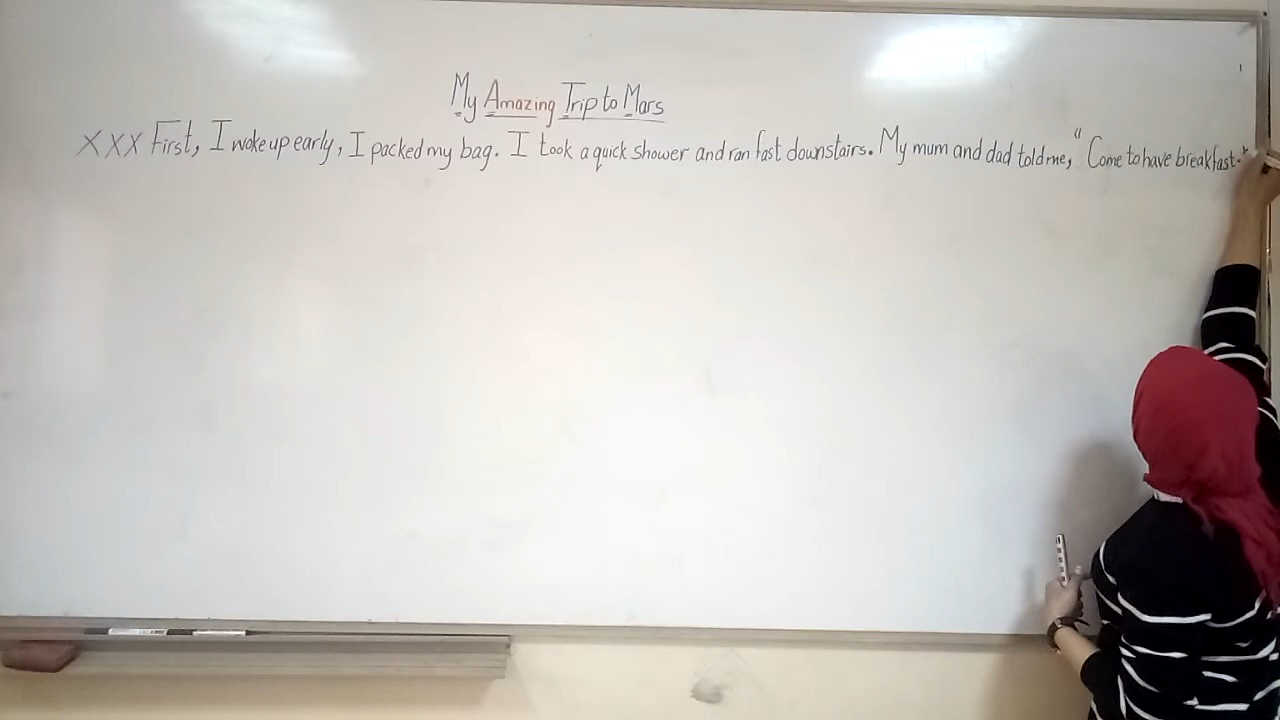 My Amazing Trip to Mars
XXX First, I woke up early, I packed my bag. I took a quick shower and ran fast downstairs. My mum and dad told me, "Come to have breakfast."